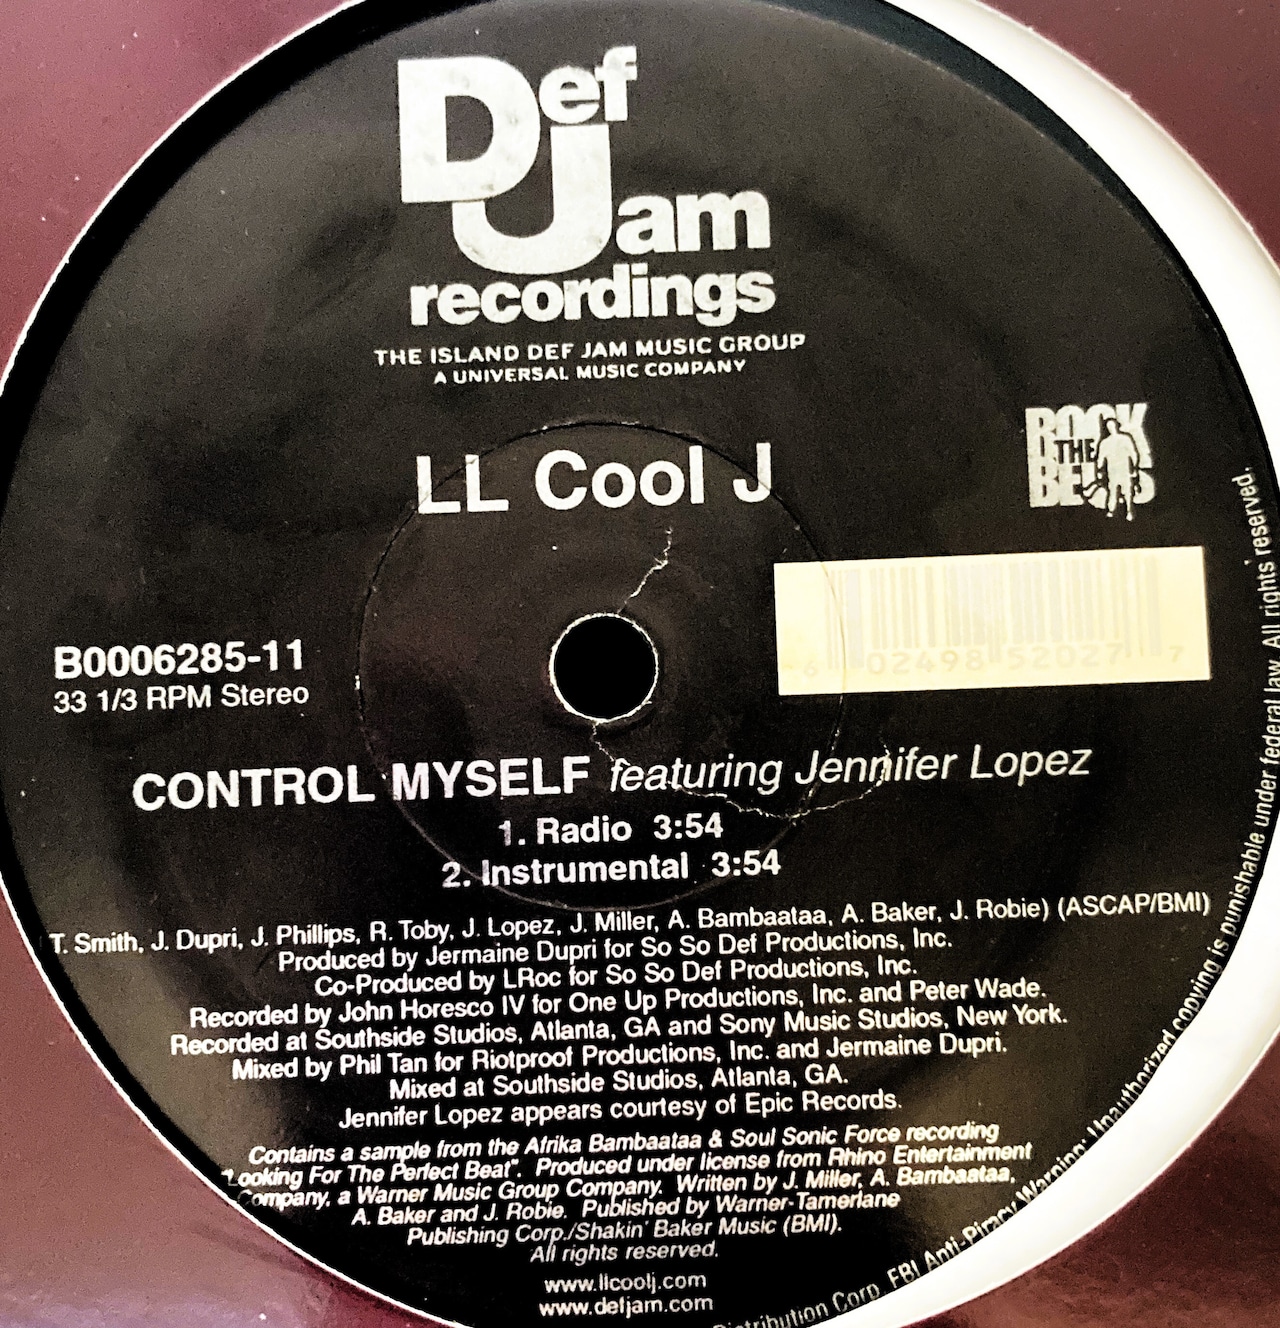 Def Jam
recordings
THE ISLAND DEF JAM MUSIC GROUP
A UNIVERSAL MUSIC COMPANY
LL Cool J
ROCK
THE
BELLS
6 02498 52027 7
B0006285-11
33 1/3 RPM Stereo
CONTROL MYSELF featuring Jennifer Lopez
1. Radio 3:54
2. Instrumental 3:54
T. Smith, J. Dupri, J. Phillips, R. Toby, J. Lopez, J. Miller, A. Bambaataa, A. Baker, J. Robie) (ASCAP/BMI)
Produced by Jermaine Dupri for So So Def Productions, Inc.
Co-Produced by LRoc for So So Def Productions, Inc.
Recorded by John Horesco IV for One Up Productions, Inc. and Peter Wade.
Recorded at Southside Studios, Atlanta, GA and Sony Music Studios, New York.
Mixed by Phil Tan for Riotproof Productions, Inc. and Jermaine Dupri.
Mixed at Southside Studios, Atlanta, GA.
Jennifer Lopez appears courtesy of Epic Records.
Contains a sample from the Afrika Bambaataa & Soul Sonic Force recording
"Looking For The Perfect Beat". Produced under license from Rhino Entertainment
Company, a Warner Music Group Company. Written by J. Miller, A. Bambaataa,
A. Baker and J. Robie. Published by Warner-Tamerlane
Publishing Corp./Shakin' Baker Music (BMI).
All rights reserved.
www.llcoolj.com
www.defjam.com
Distribution Corp. FBI Anti-Piracy Warning: Unauthorized copying is punishable under federal law. All rights reserved.